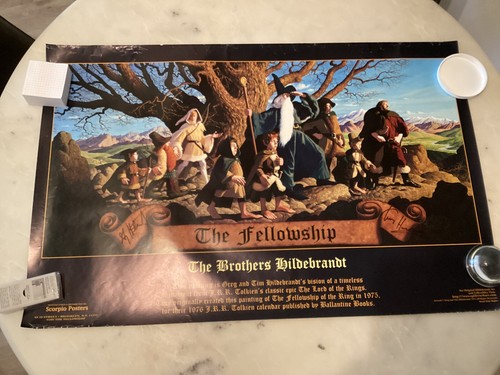 The Fellowship
The Brothers Hildebrandt
Greg and Tim Hildebrandt's vision of a timeless
J.R.R. Tolkien's classic epic The Lord of the Rings.
created this painting of The Fellowship of the Ring in 1975,
1976 J.R.R. Tolkien calendar published by Ballantine Books.
Scorpio Posters